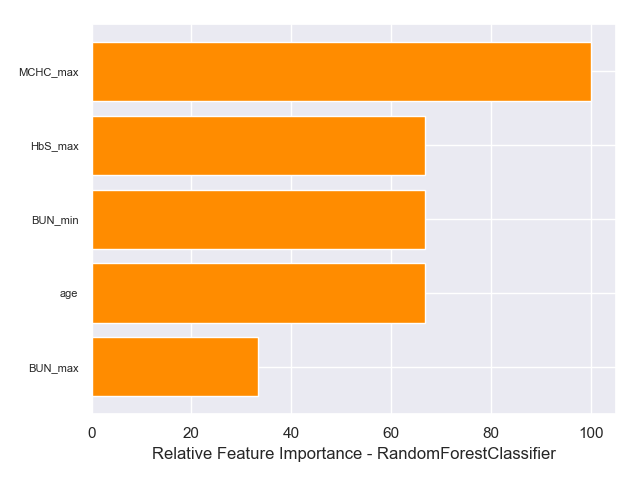 MCHC_max
HbS_max
BUN_min
age
BUN_max
0 20 40 60 80 100
Relative Feature Importance - RandomForestClassifier